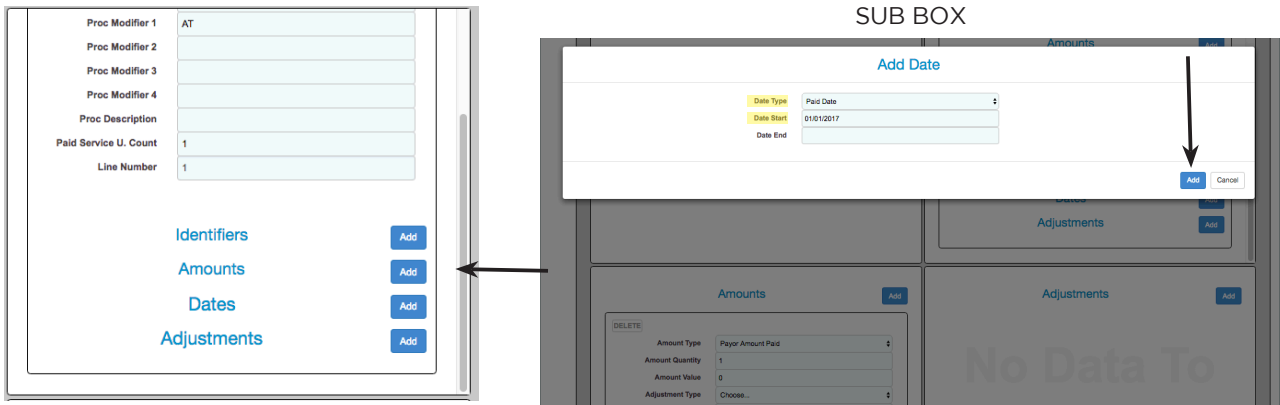 Proc Modifier 1 AT
Proc Modifier 2
Proc Modifier 3
Proc Modifier 4
Proc Description
Paid Service U. Count 1
Line Number 1
Identifiers Add
Amounts Add
Dates Add
Adjustments Add
SUB BOX
Amounts Add
Add Date
Date Type Paid Date
Date Start 01/01/2017
Date End
Add Cancel
Dates Add
Adjustments Add
Amounts Add
DELETE
Amount Type Payor Amount Paid
Amount Quantity 1
Amount Value 0
Adjustment Type Choose...
Adjustments Add
No Data To